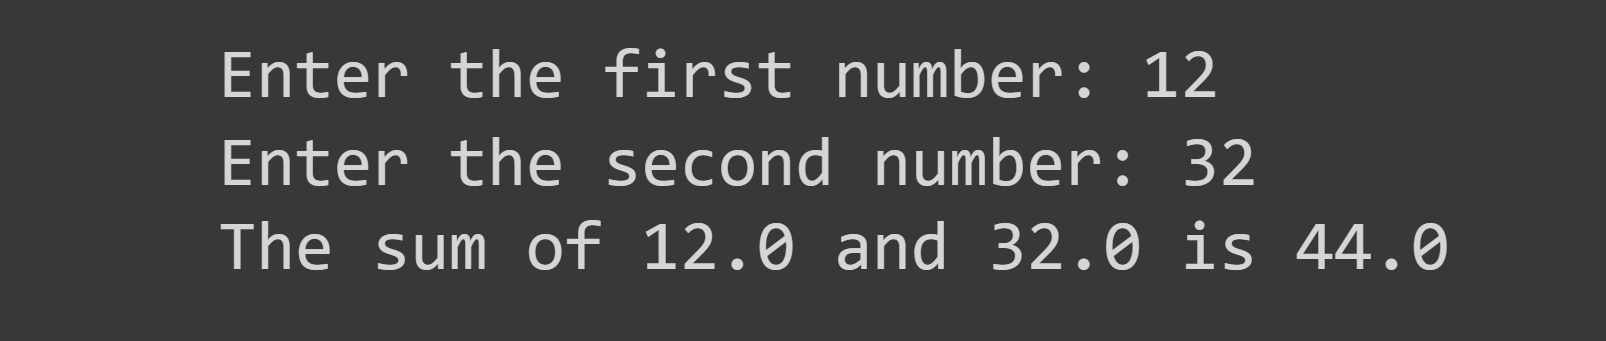 Enter the first number: 12
Enter the second number: 32
The sum of 12.0 and 32.0 is 44.0